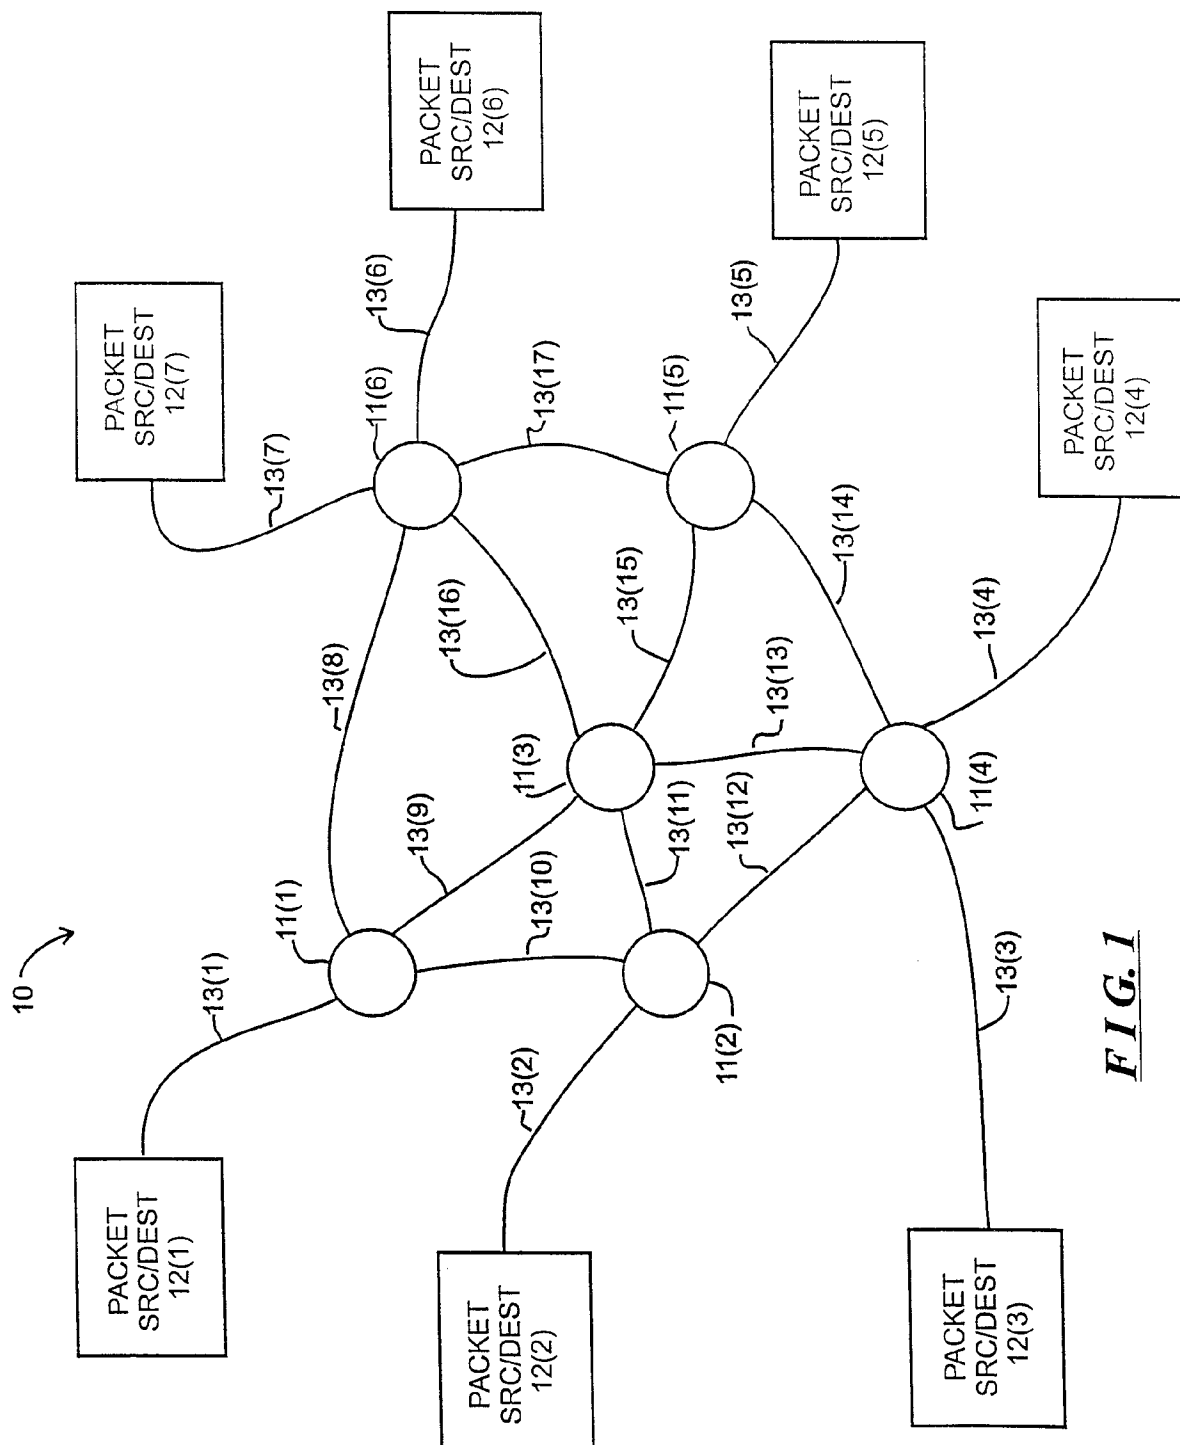 10
PACKET
SRC/DEST
12(1)
13(1)
11(1)
PACKET
SRC/DEST
12(7)
13(7)
11(6)
13(6)
PACKET
SRC/DEST
12(6)
13(8)
13(9)
13(16)
13(17)
13(10)
11(3)
13(15)
11(5)
13(5)
PACKET
SRC/DEST
12(5)
PACKET
SRC/DEST
12(2)
13(2)
11(2)
13(11)
13(12)
13(13)
13(14)
11(4)
13(4)
PACKET
SRC/DEST
12(4)
PACKET
SRC/DEST
12(3)
13(3)
FIG. 1